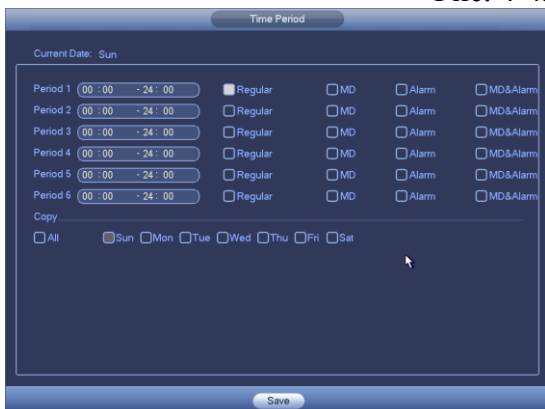 Time Period
Current Date: Sun
Period 1 00 : 00 - 24 : 00 Regular MD Alarm MD&Alarm
Period 2 00 : 00 - 24 : 00 Regular MD Alarm MD&Alarm
Period 3 00 : 00 - 24 : 00 Regular MD Alarm MD&Alarm
Period 4 00 : 00 - 24 : 00 Regular MD Alarm MD&Alarm
Period 5 00 : 00 - 24 : 00 Regular MD Alarm MD&Alarm
Period 6 00 : 00 - 24 : 00 Regular MD Alarm MD&Alarm
Copy
All Sun Mon Tue Wed Thu Fri Sat
Save